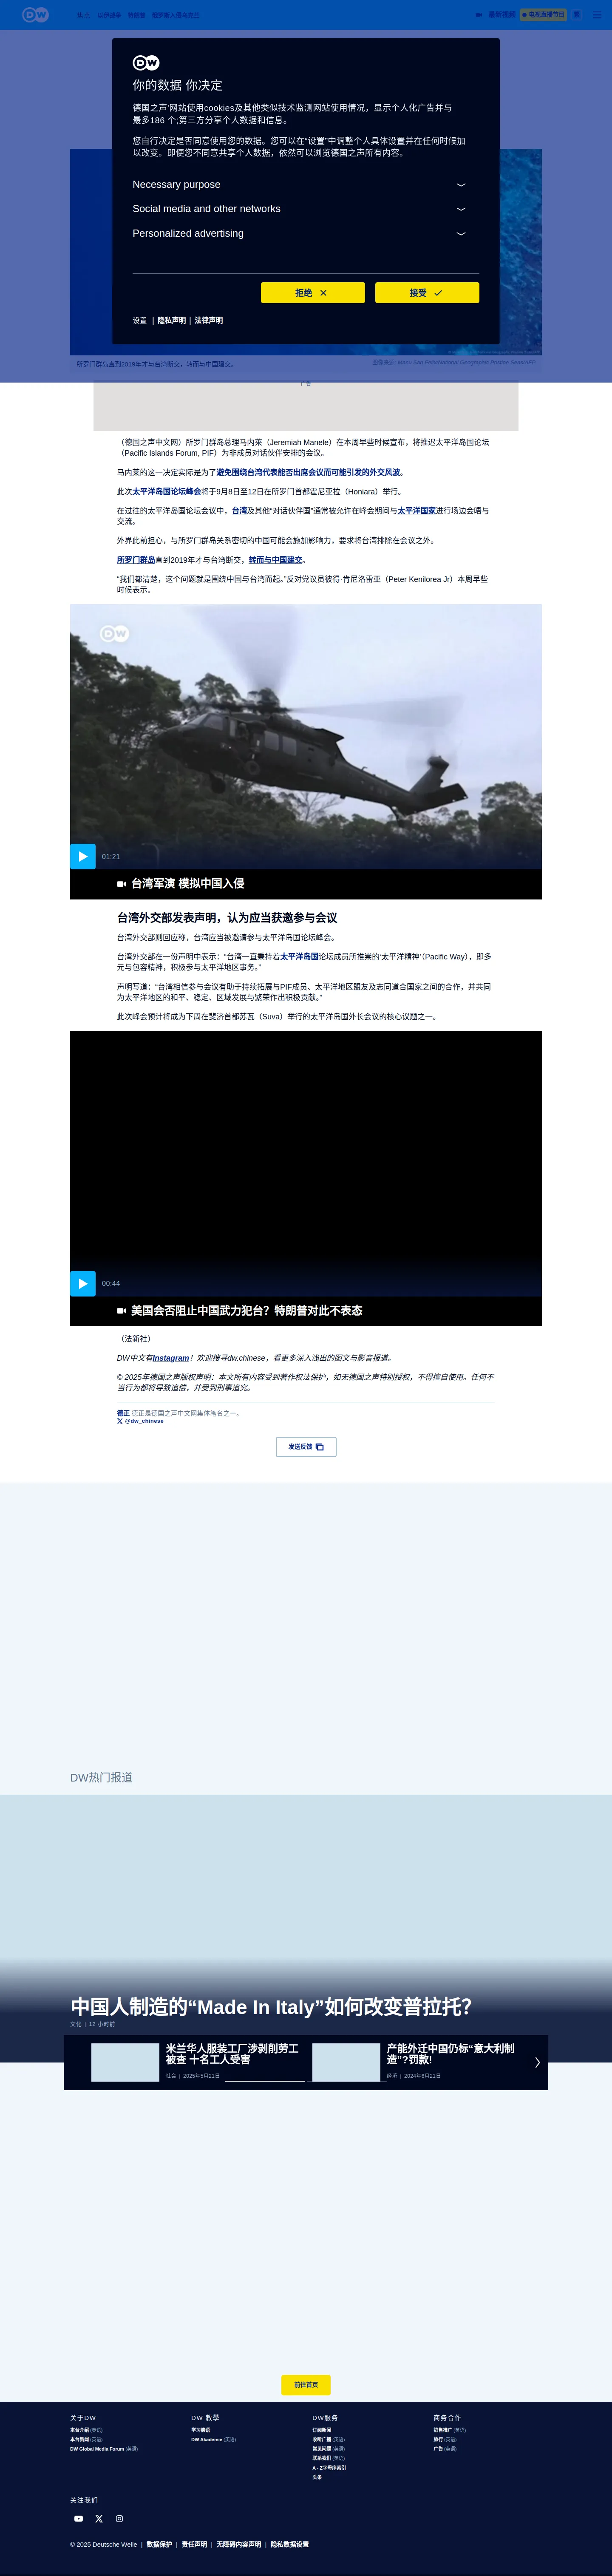 DW
最新视频
电视直播节目
繁
DW
你的数据 你决定
德国之声‘网站使用cookies及其他类似技术监测网站使用情况，显示个人化广告并与
最多186 个;第三方分享个人数据和信息。
您自行决定是否同意使用您的数据。您可以在“设置”中调整个人具体设置并在任何时候加
以改变。即便您不同意共享个人数据，依然可以浏览德国之声所有内容。
Necessary purpose
Social media and other networks
Personalized advertising
拒绝
接受
设置 | 隐私声明 | 法律声明
所罗门群岛直到2019年才与台湾断交，转而与中国建交。
广告
（德国之声中文网）所罗门群岛总理马内莱（Jeremiah Manele）在本周早些时候宣布，将推迟太平洋岛国论坛
（Pacific Islands Forum, PIF）为非成员对话伙伴安排的会议。
马内莱的这一决定实际是为了避免围绕台湾代表能否出席会议而可能引发的外交风波。
此次太平洋岛国论坛峰会将于9月8日至12日在所罗门首都霍尼亚拉（Honiara）举行。
在过往的太平洋岛国论坛会议中，台湾及其他“对话伙伴国”通常被允许在峰会期间与太平洋国家进行场边会晤与
交流。
外界此前担心，与所罗门群岛关系密切的中国可能会施加影响力，要求将台湾排除在会议之外。
所罗门群岛直到2019年才与台湾断交，转而与中国建交。
“我们都清楚，这个问题就是围绕中国与台湾而起。”反对党议员彼得·肯尼洛雷亚（Peter Kenilorea Jr）本周早些
时候表示。
DW
01:21
台湾军演 模拟中国入侵
台湾外交部发表声明，认为应当获邀参与会议
台湾外交部则回应称，台湾应当被邀请参与太平洋岛国论坛峰会。
台湾外交部在一份声明中表示：“台湾一直秉持着太平洋岛国论坛成员所推崇的‘太平洋精神’（Pacific Way），即多
元与包容精神，积极参与太平洋地区事务。”
声明写道：“台湾相信参与会议有助于持续拓展与PIF成员、太平洋地区盟友及志同道合国家之间的合作，并共同
为太平洋地区的和平、稳定、区域发展与繁荣作出积极贡献。”
此次峰会预计将成为下周在斐济首都苏瓦（Suva）举行的太平洋岛国外长会议的核心议题之一。
00:44
美国会否阻止中国武力犯台？特朗普对此不表态
（法新社）
DW中文有Instagram！欢迎搜寻dw.chinese，看更多深入浅出的图文与影音报道。
© 2025年德国之声版权声明：本文所有内容受到著作权法保护，如无德国之声特别授权，不得擅自使用。任何不
当行为都将导致追偿，并受到刑事追究。
德正 德正是德国之声中文网集体笔名之一。
@dw_chinese
发送反馈
DW热门报道
中国人制造的“Made In Italy”如何改变普拉托？
文化 | 12 小时前
米兰华人服装工厂涉剥削劳工
被查 十名工人受害
社会 | 2025年5月21日
产能外迁中国仍标“意大利制
造”?罚款!
经济 | 2024年6月21日
前往首页
关于DW
本台介绍 (英语)
本台新闻 (英语)
DW Global Media Forum (英语)
DW 教學
学习德语
DW Akademie (英语)
DW服务
订阅新闻
收听广播 (英语)
常见问题 (英语)
联系我们 (英语)
A - Z字母序索引
头条
商务合作
销售推广 (英语)
旅行 (英语)
广告 (英语)
关注我们
© 2025 Deutsche Welle | 数据保护 | 责任声明 | 无障碍内容声明 | 隐私数据设置